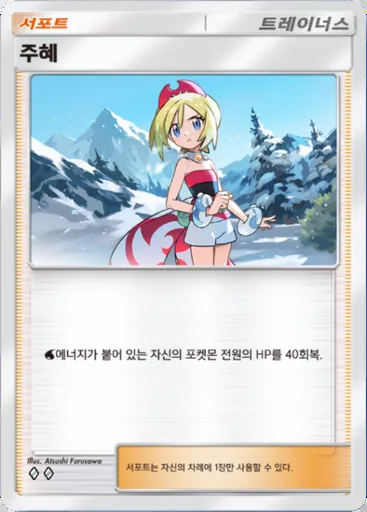 서포트
트레이너스
주혜
에너지가 붙어 있는 자신의 포켓몬 전원의 HP를 40회복.
Illus. Atsushi Furusawa
서포트는 자신의 차례에 1장만 사용할 수 있다.